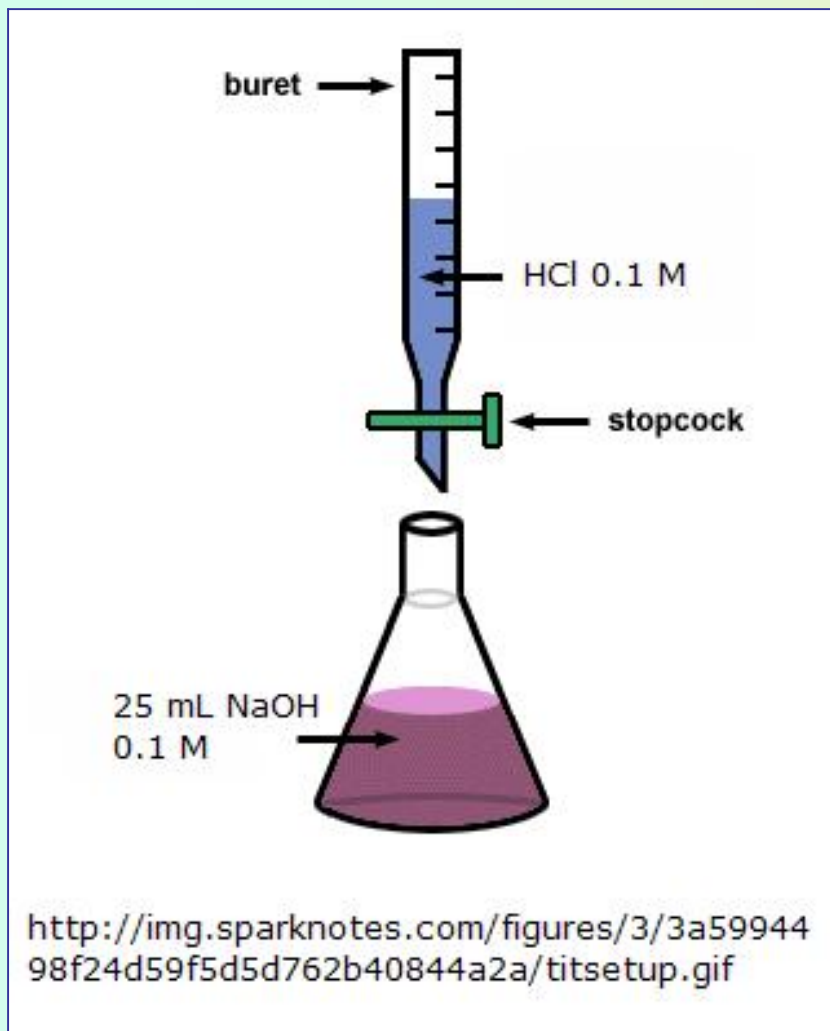 buret
HCl 0.1 M
stopcock
25 mL NaOH
0.1 M
http://img.sparknotes.com/figures/3/3a59944
98f24d59f5d5d762b40844a2a/titsetup.gif